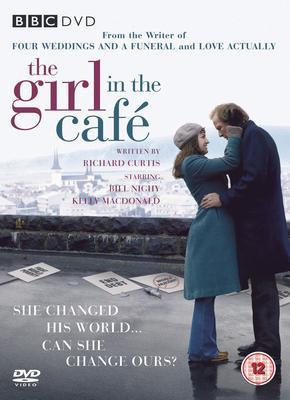 BBC DVD
From the Writer of
FOUR WEDDINGS AND A FUNERAL and LOVE ACTUALLY
the
girl in the
café
WRITTEN BY
RICHARD CURTIS
STARRING
BILL NIGHY
KELLY MACDONALD
END
DEBT
SHE CHANGED
HIS WORLD...
CAN SHE
CHANGE OURS?
DVD
VIDEO
12